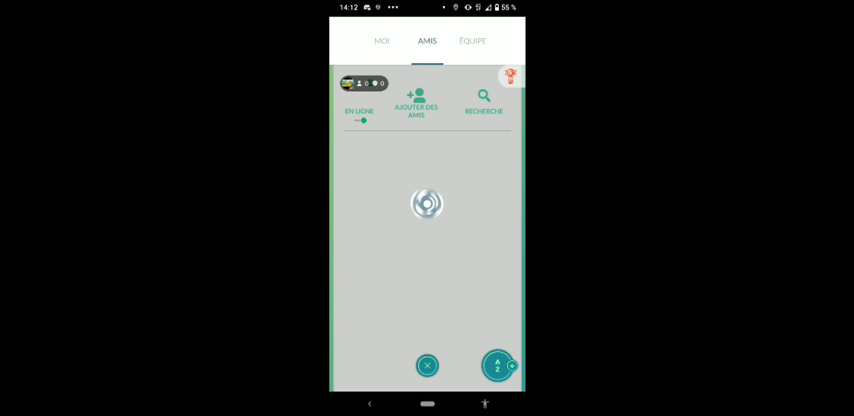 14:12 55 %
MOI AMIS ÉQUIPE
0 0
EN LIGNE
AJOUTER DES
AMIS
RECHERCHE
A
Z